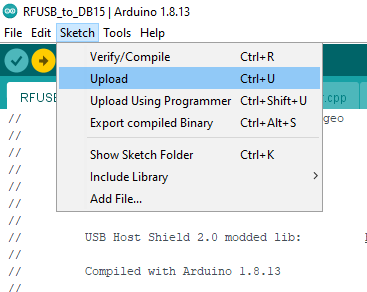 RFUSB_to_DB15 | Arduino 1.8.13
File Edit Sketch Tools Help
Verify/Compile Ctrl+R
Upload Ctrl+U
RFUS .cpp
Upload Using Programmer Ctrl+Shift+U
// geo
Export compiled Binary Ctrl+Alt+S
//
//
Show Sketch Folder Ctrl+K
//
Include Library
//
Add File...
//
//
// USB Host Shield 2.0 modded lib:
//
// Compiled with Arduino 1.8.13
//